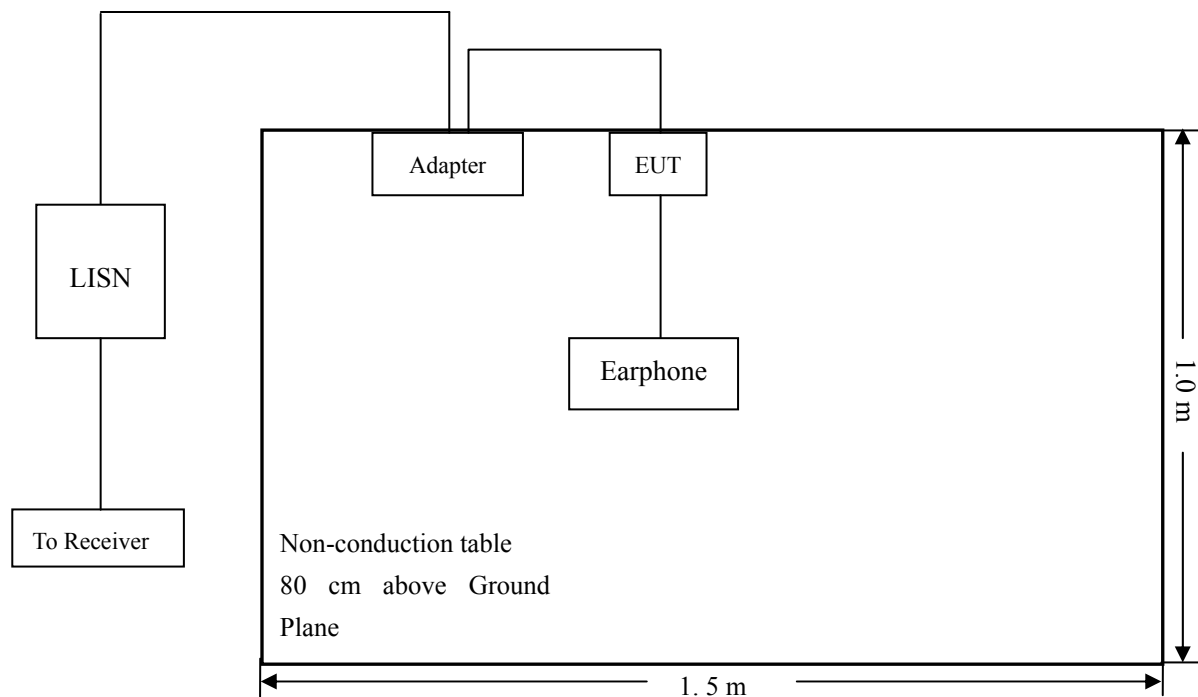 Adapter
EUT
LISN
Earphone
1.0 m
To Receiver
Non-conduction table
80 cm above Ground
Plane
1. 5 m